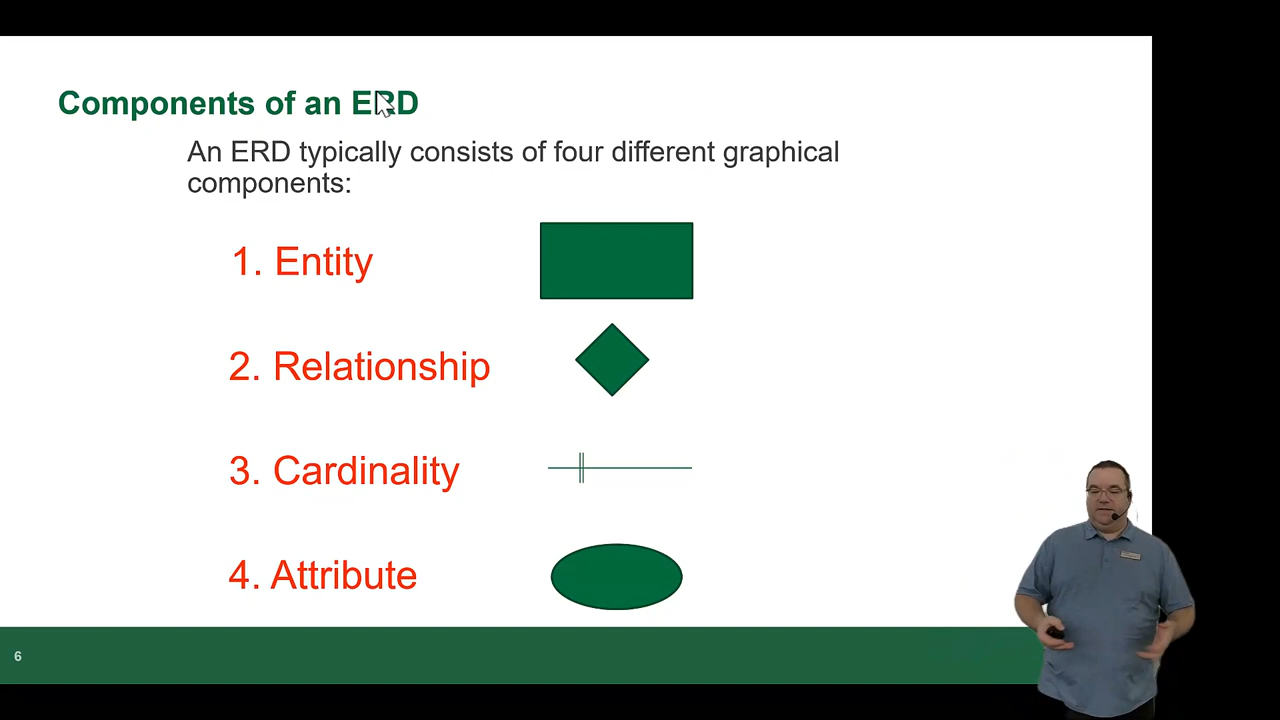 Components of an ERD
An ERD typically consists of four different graphical
components:
1. Entity
2. Relationship
3. Cardinality
4. Attribute
6